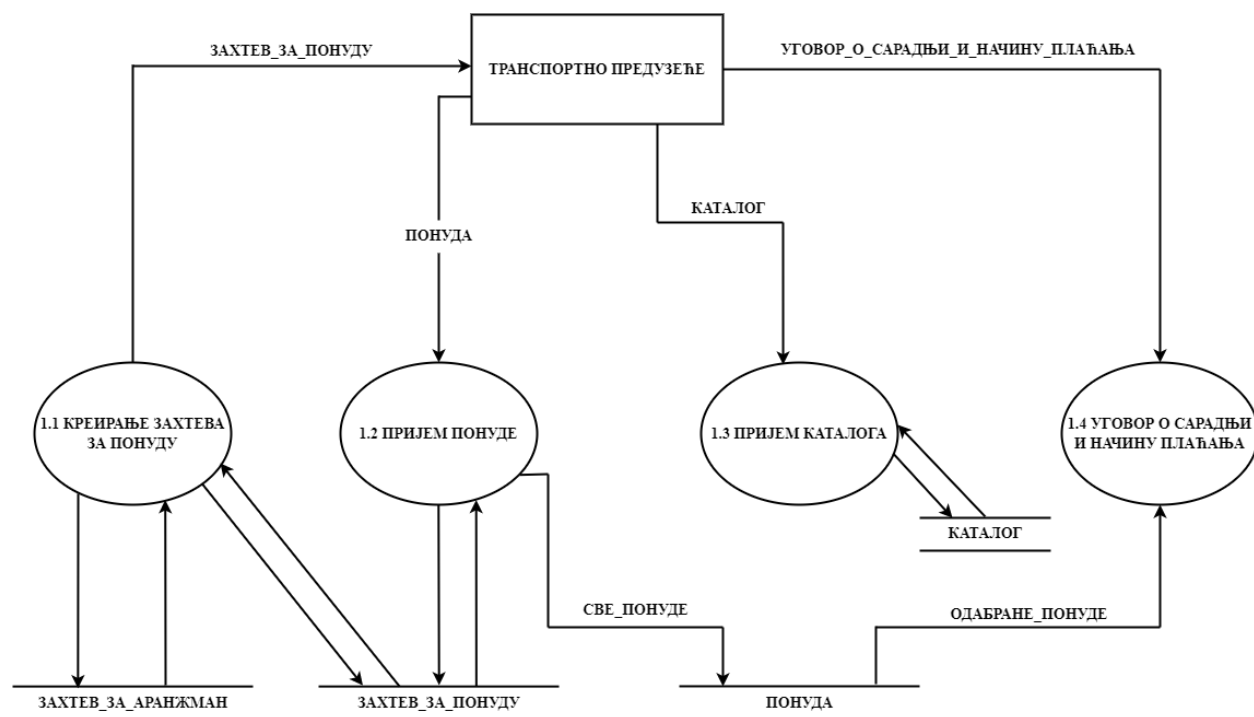 ЗАХТЕВ_ЗА_ПОНУДУ
УГОВОР_О_САРАДЊИ_И_НАЧИНУ_ПЛАЋАЊА
ТРАНСПОРТНО ПРЕДУЗЕЋЕ
КАТАЛОГ
ПОНУДА
1.1 КРЕИРАЊЕ ЗАХТЕВА
ЗА ПОНУДУ
1.2 ПРИЈЕМ ПОНУДЕ
1.3 ПРИЈЕМ КАТАЛОГА
1.4 УГОВОР О САРАДЊИ
И НАЧИНУ ПЛАЋАЊА
КАТАЛОГ
СВЕ_ПОНУДЕ
ОДАБРАНЕ_ПОНУДЕ
ЗАХТЕВ_ЗА_АРАНЖМАН
ЗАХТЕВ_ЗА_ПОНУДУ
ПОНУДА